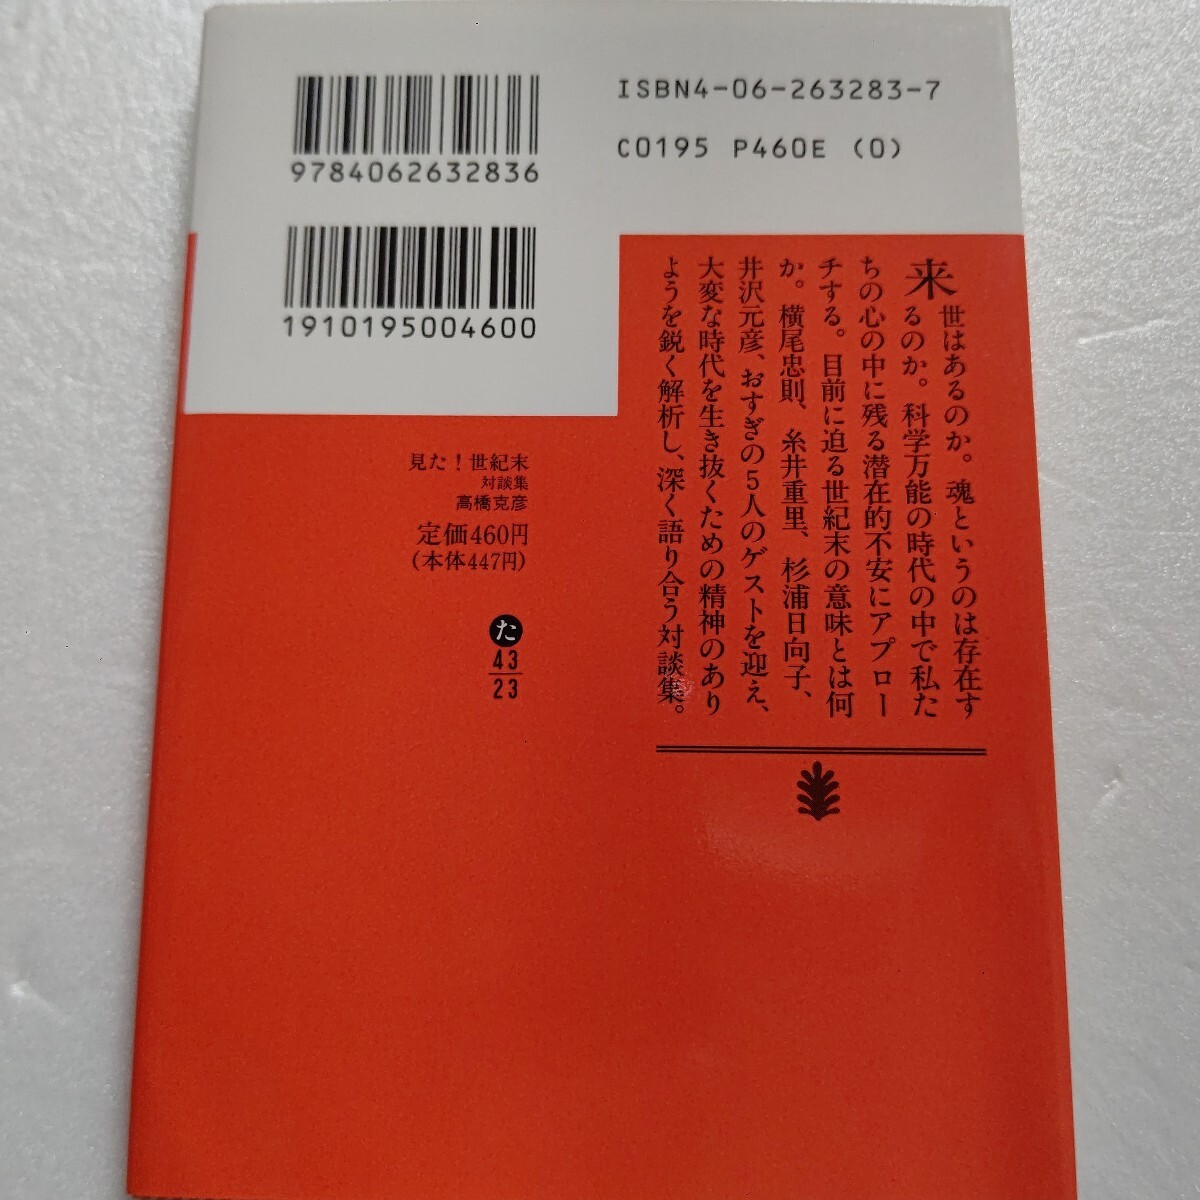 9784062632836
ISBN4-06-263283-7
C0195 P460E (0)
1910195004600
来世はあるのか。魂というのは存在す
るのか。科学万能の時代の中で私た
ちの心の中に残る潜在的不安にアプロー
チする。目前に迫る世紀末の意味とは何
か。横尾忠則、糸井重里、杉浦日向子、
井沢元彦、おすぎの5人のゲストを迎え、
大変な時代を生き抜くための精神のあり
ようを鋭く解析し、深く語り合う対談集。
見た！世紀末
対談集
高橋克彦
定価460円
(本体447円)
た
43
23